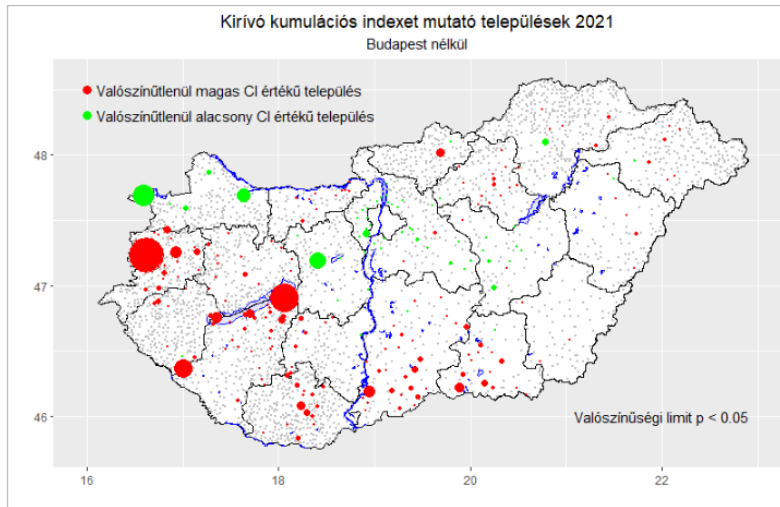 Kirívó kumulációs indexet mutató települések 2021
Budapest nélkül
Valószínűtlenül magas CI értékű település
Valószínűtlenül alacsony CI értékű település
48
47
46
Valószínűségi limit p < 0.05
16
18
20
22